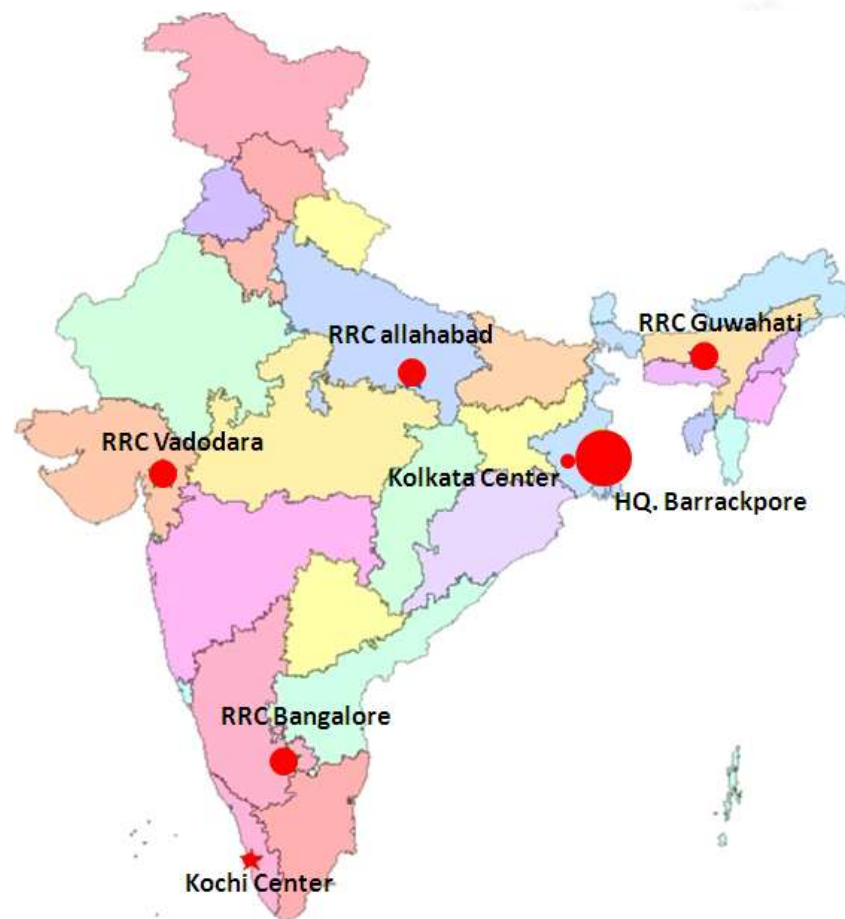 RRC Guwahati
RRC allahabad
RRC Vadodara
Kolkata Center
HQ. Barrackpore
RRC Bangalore
Kochi Center